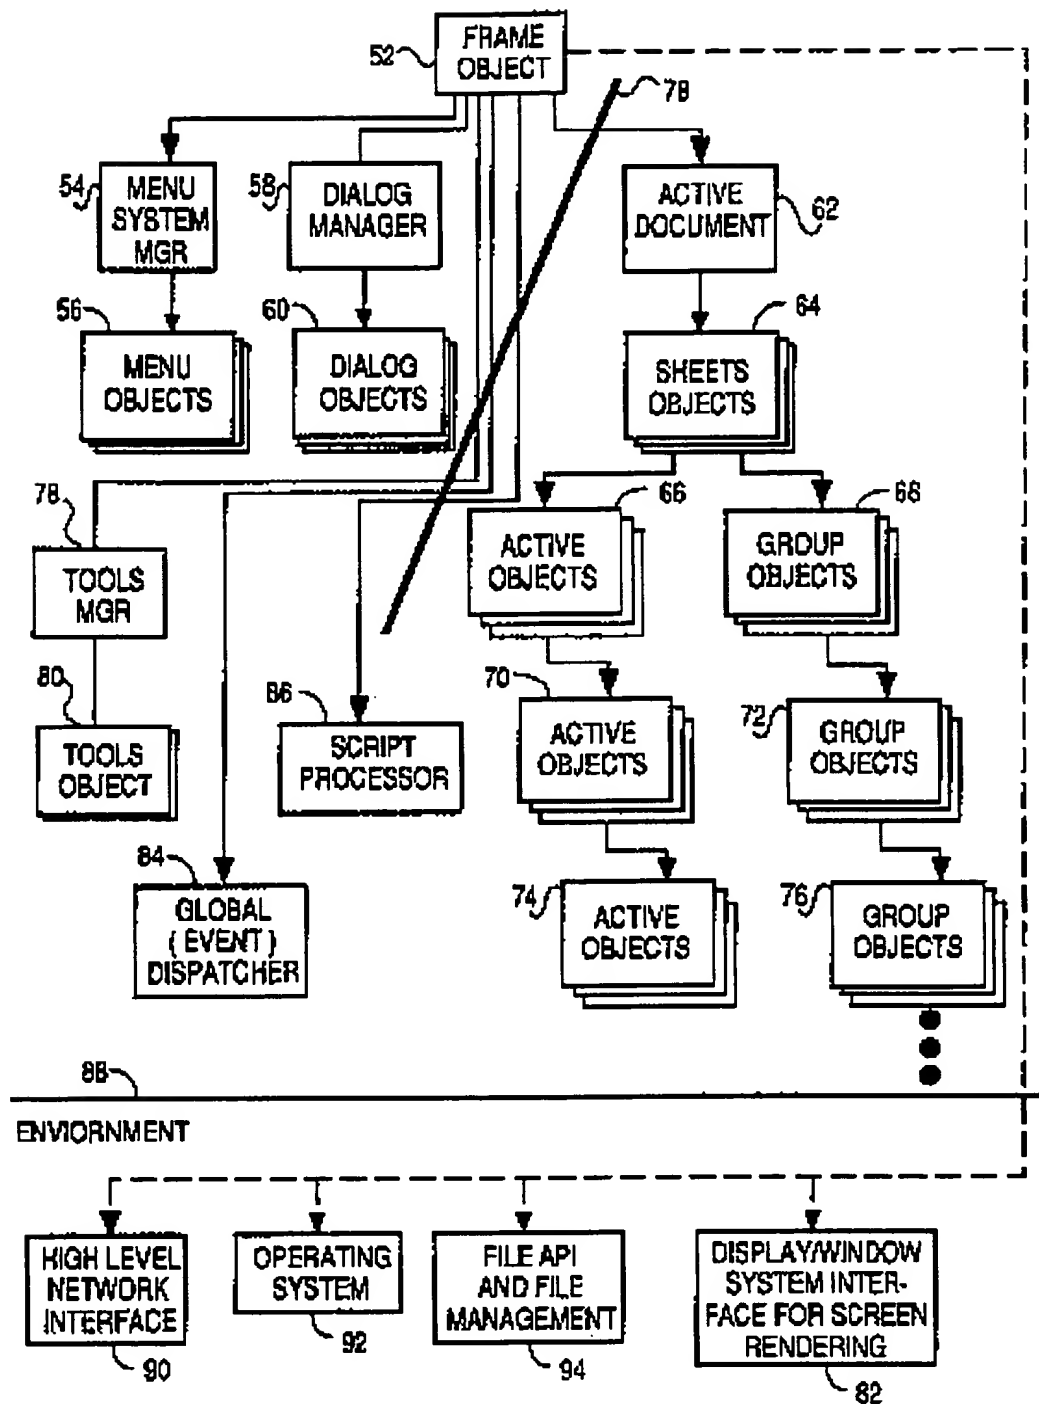 FRAME
OBJECT
52
78
54
MENU
SYSTEM
MGR
58
DIALOG
MANAGER
ACTIVE
DOCUMENT
62
56
MENU
OBJECTS
60
DIALOG
OBJECTS
64
SHEETS
OBJECTS
78
TOOLS
MGR
66
ACTIVE
OBJECTS
68
GROUP
OBJECTS
80
TOOLS
OBJECT
86
SCRIPT
PROCESSOR
70
ACTIVE
OBJECTS
72
GROUP
OBJECTS
84
GLOBAL
(EVENT)
DISPATCHER
74
ACTIVE
OBJECTS
76
GROUP
OBJECTS
88
ENVIORNMENT
HIGH LEVEL
NETWORK
INTERFACE
90
OPERATING
SYSTEM
92
FILE API
AND FILE
MANAGEMENT
94
DISPLAY/WINDOW
SYSTEM INTER-
FACE FOR SCREEN
RENDERING
82